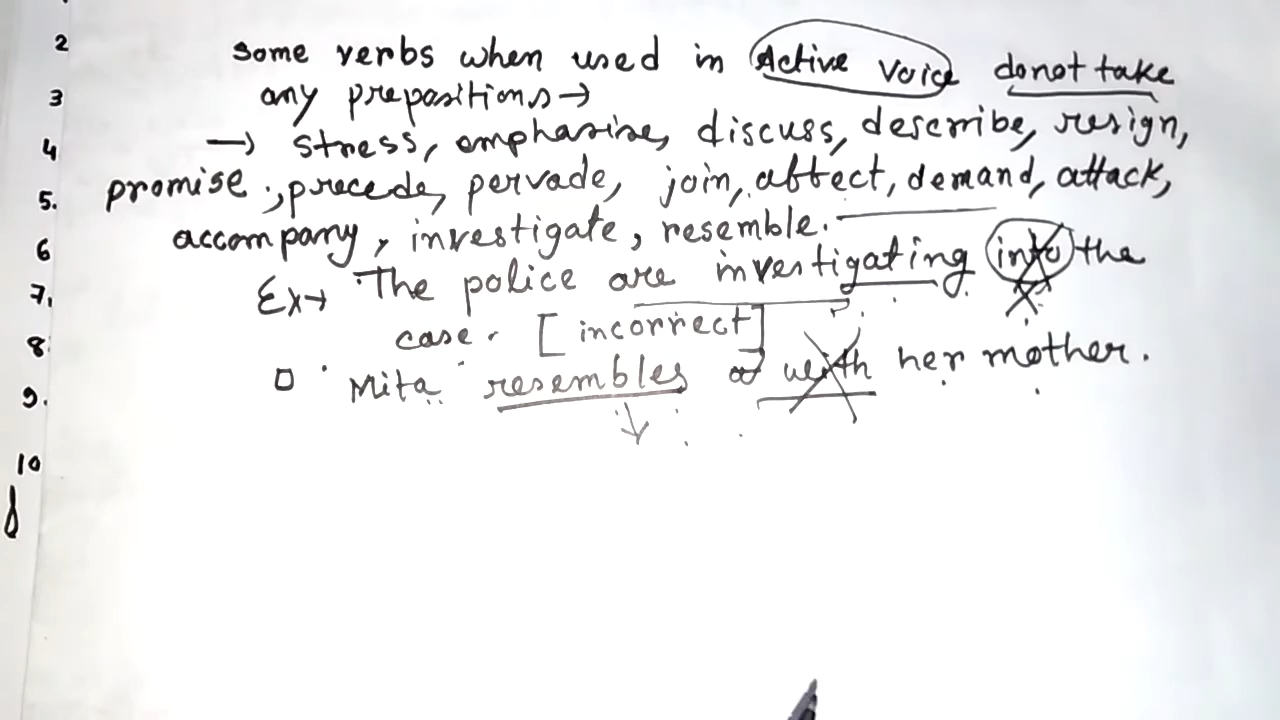 2
3
4
5.
6
7.
8
9.
10
some verbs when used in Active Voice donot take
any prepositions→
→ stress, emphasise, discuss, describe, resign,
promise, precede, pervade, join, affect, demand, attack,
accompany, investigate, resemble.
Ex→ The police are investigating into the
case. [incorrect]
Mita resembles with her mother.